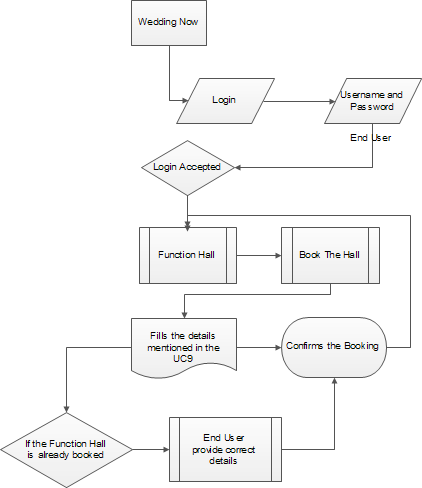 Wedding Now
Login
Username and
Password
End User
Login Accepted
Function Hall
Book The Hall
Fills the details
mentioned in the
UC9
Confirms the Booking
If the Function Hall
is already booked
End User
provide correct
details